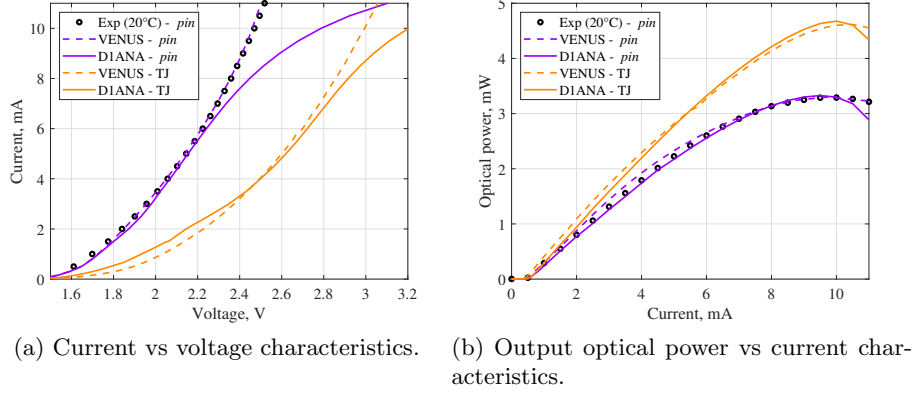 Exp (20°C) - pin
VENUS - pin
D1ANA - pin
VENUS - TJ
D1ANA - TJ
10
8
6
4
2
0
Current, mA
1.6 1.8 2 2.2 2.4 2.6 2.8 3 3.2
Voltage, V
(a) Current vs voltage characteristics.
Exp (20°C) - pin
VENUS - pin
D1ANA - pin
VENUS - TJ
D1ANA - TJ
5
4
3
2
1
0
Optical power, mW
0 2 4 6 8 10
Current, mA
(b) Output optical power vs current char-
acteristics.